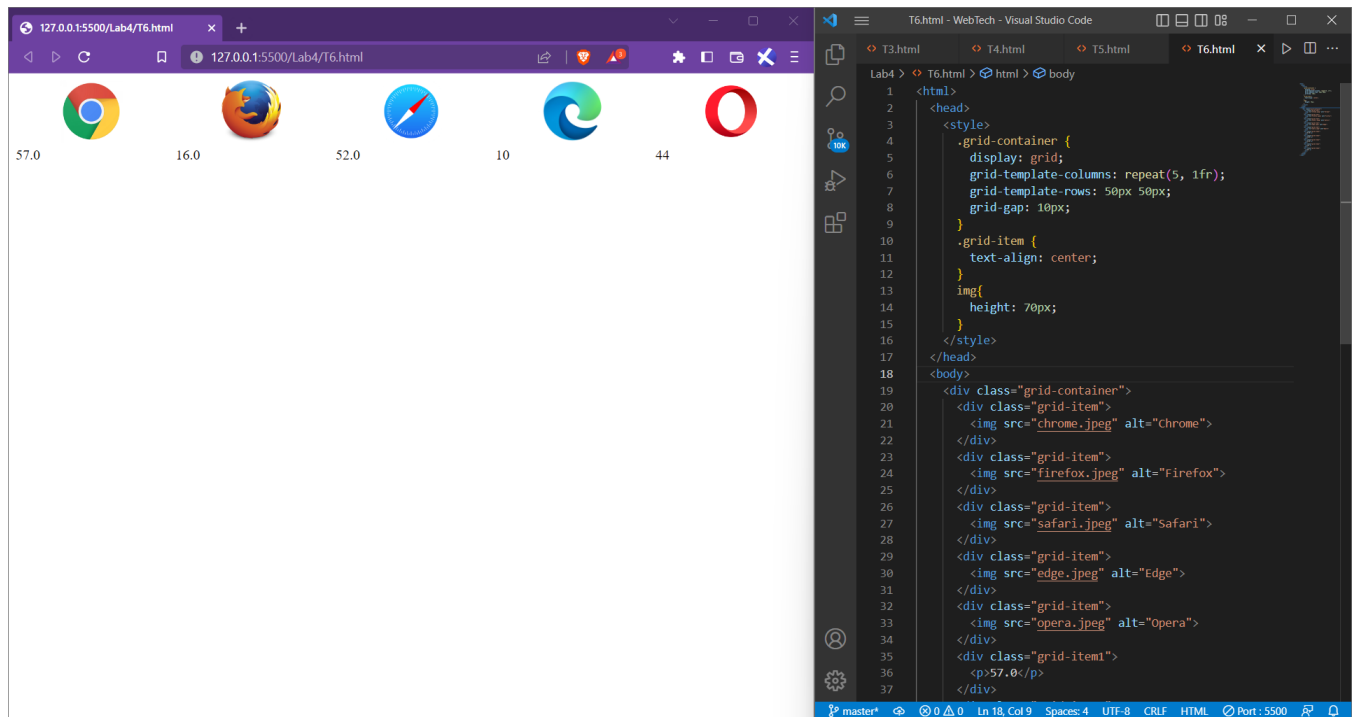 127.0.0.1:5500/Lab4/T6.html
127.0.0.1:5500/Lab4/T6.html
3
57.0 16.0 52.0 10 44
T6.html - WebTech - Visual Studio Code
T3.html T4.html T5.html T6.html
Lab4 > T6.html > html > body
10K
1 <html>
2 <head>
3 <style>
4 .grid-container {
5 display: grid;
6 grid-template-columns: repeat(5, 1fr);
7 grid-template-rows: 50px 50px;
8 grid-gap: 10px;
9 }
10 .grid-item {
11 text-align: center;
12 }
13 img{
14 height: 70px;
15 }
16 </style>
17 </head>
18 <body>
19 <div class="grid-container">
20 <div class="grid-item">
21 <img src="chrome.jpeg" alt="Chrome">
22 </div>
23 <div class="grid-item">
24 <img src="firefox.jpeg" alt="Firefox">
25 </div>
26 <div class="grid-item">
27 <img src="safari.jpeg" alt="Safari">
28 </div>
29 <div class="grid-item">
30 <img src="edge.jpeg" alt="Edge">
31 </div>
32 <div class="grid-item">
33 <img src="opera.jpeg" alt="Opera">
34 </div>
35 <div class="grid-item1">
36 <p>57.0</p>
37 </div>
master* 0 0 Ln 18, Col 9 Spaces: 4 UTF-8 CRLF HTML Port : 5500